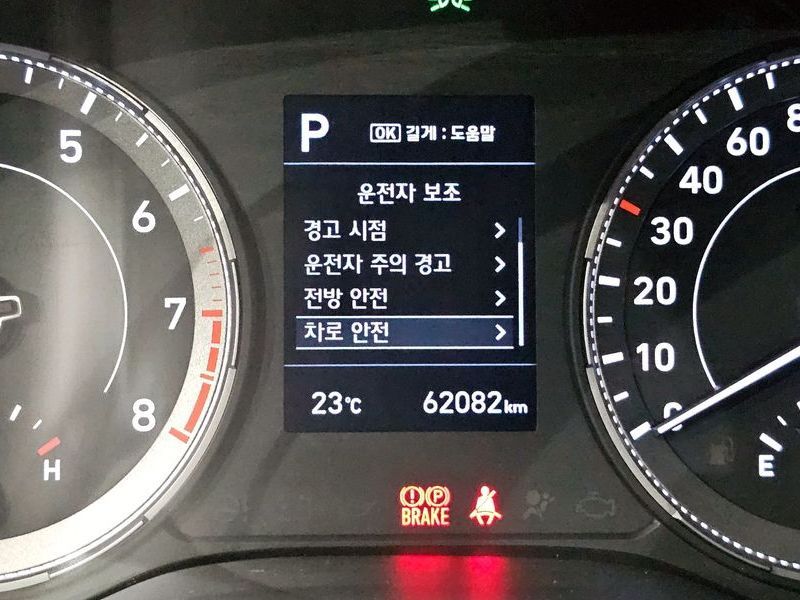 P
OK 길게 : 도움말
운전자 보조
경고 시점
운전자 주의 경고
전방 안전
차로 안전
23℃ 62082km
5
6
7
8
H
60
40
30
20
10
0
E
BRAKE